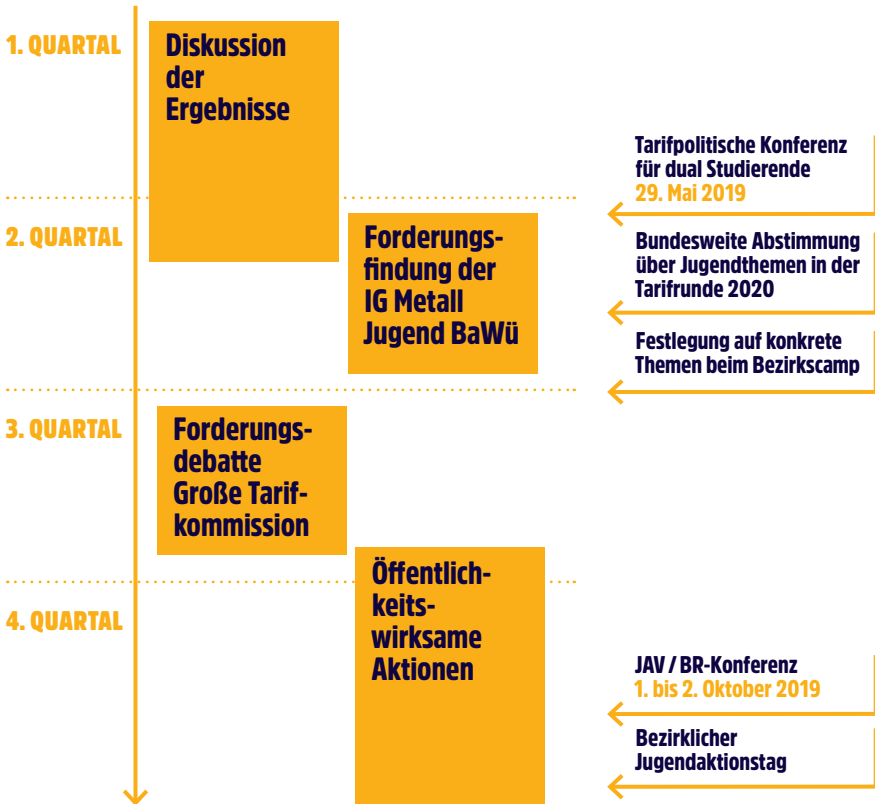 1. QUARTAL
Diskussion
der
Ergebnisse
Tarifpolitische Konferenz
für dual Studierende
29. Mai 2019
2. QUARTAL
Forderungs-
findung der
IG Metall
Jugend BaWü
Bundesweite Abstimmung
über Jugendthemen in der
Tarifrunde 2020
Festlegung auf konkrete
Themen beim Bezirkscamp
3. QUARTAL
Forderungs-
debatte
Große Tarif-
kommission
Öffentlich-
keits-
wirksame
Aktionen
4. QUARTAL
JAV / BR-Konferenz
1. bis 2. Oktober 2019
Bezirklicher
Jugendaktionstag